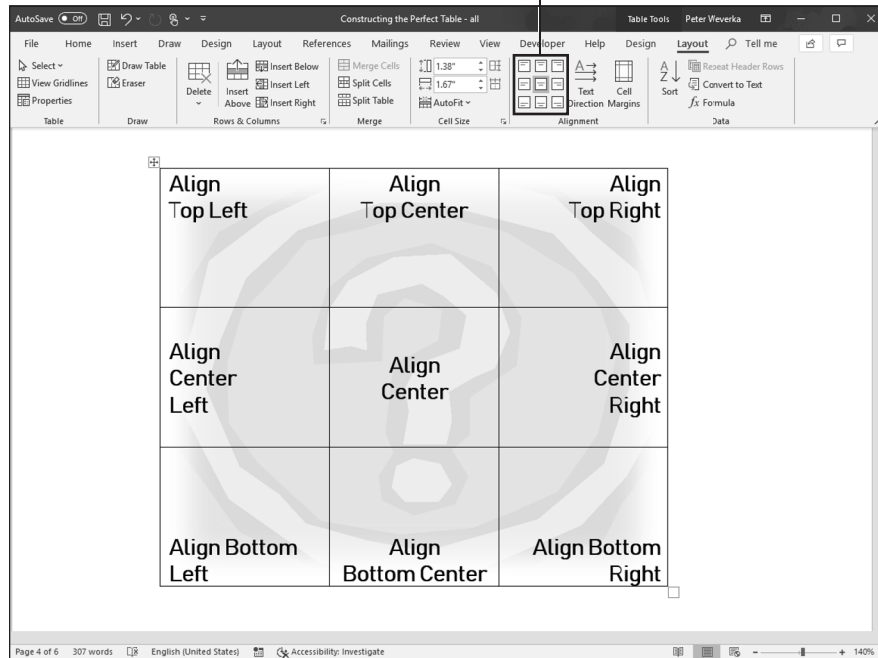 AutoSave Off Constructing the Perfect Table - all Table Tools Peter Weverka
File Home Insert Draw Design Layout References Mailings Review View Developer Help Design Layout Tell me
Select Draw Table Insert Below Merge Cells 1.38" Repeat Header Rows
View Gridlines Eraser Delete Insert Above Insert Left Split Cells 1.67" Text Direction Cell Margins Sort Convert to Text
Properties Insert Right Split Table AutoFit fx Formula
Table Draw Rows & Columns Merge Cell Size Alignment Data
Align
Top Left
Align
Top Center
Align
Top Right
Align
Center
Left
Align
Center
Align
Center
Right
Align Bottom
Left
Align
Bottom Center
Align Bottom
Right
Page 4 of 6 307 words English (United States) Accessibility: Investigate 140%